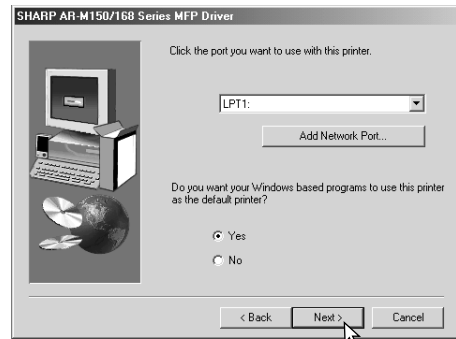 SHARP AR-M150/168 Series MFP Driver
Click the port you want to use with this printer.
LPT1:
Add Network Port...
Do you want your Windows based programs to use this printer
as the default printer?
Yes
No
< Back Next > Cancel